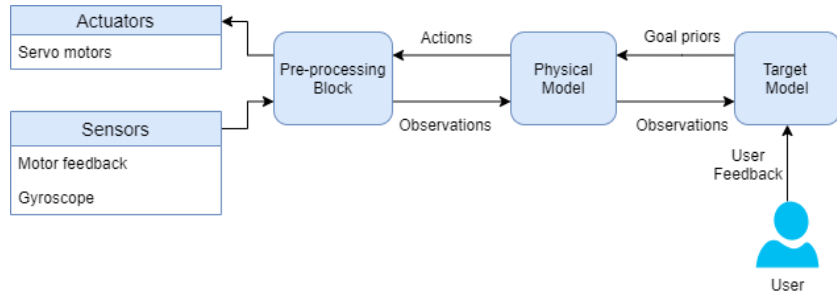 Actuators
Servo motors
Sensors
Motor feedback
Gyroscope
Pre-processing
Block
Actions
Observations
Physical
Model
Goal priors
Observations
Target
Model
User
Feedback
User